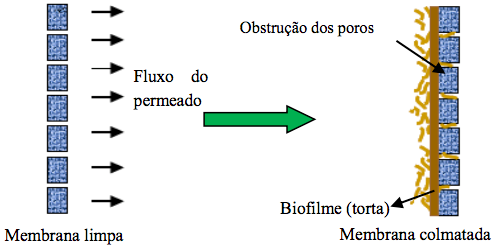 Obstrução dos poros
Fluxo do
permeado
Biofilme (torta)
Membrana limpa
Membrana colmatada